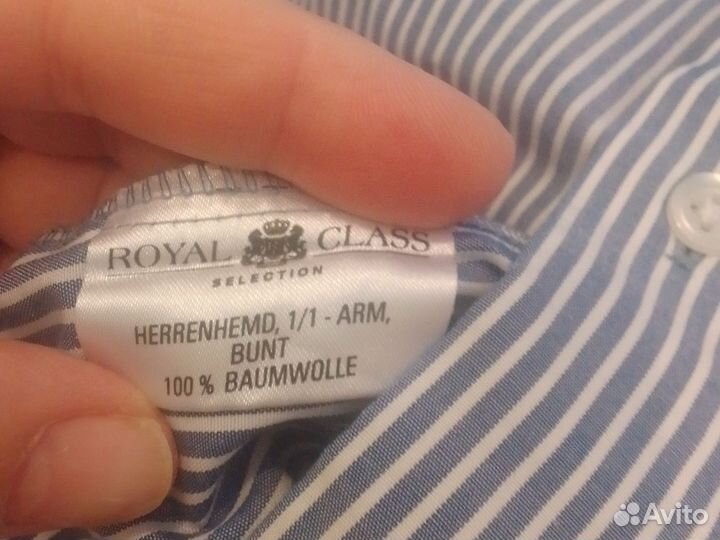 ROYAL CLASS
SELECTION
HERRENHEMD, 1/1 - ARM,
BUNT
100 % BAUMWOLLE
Avito